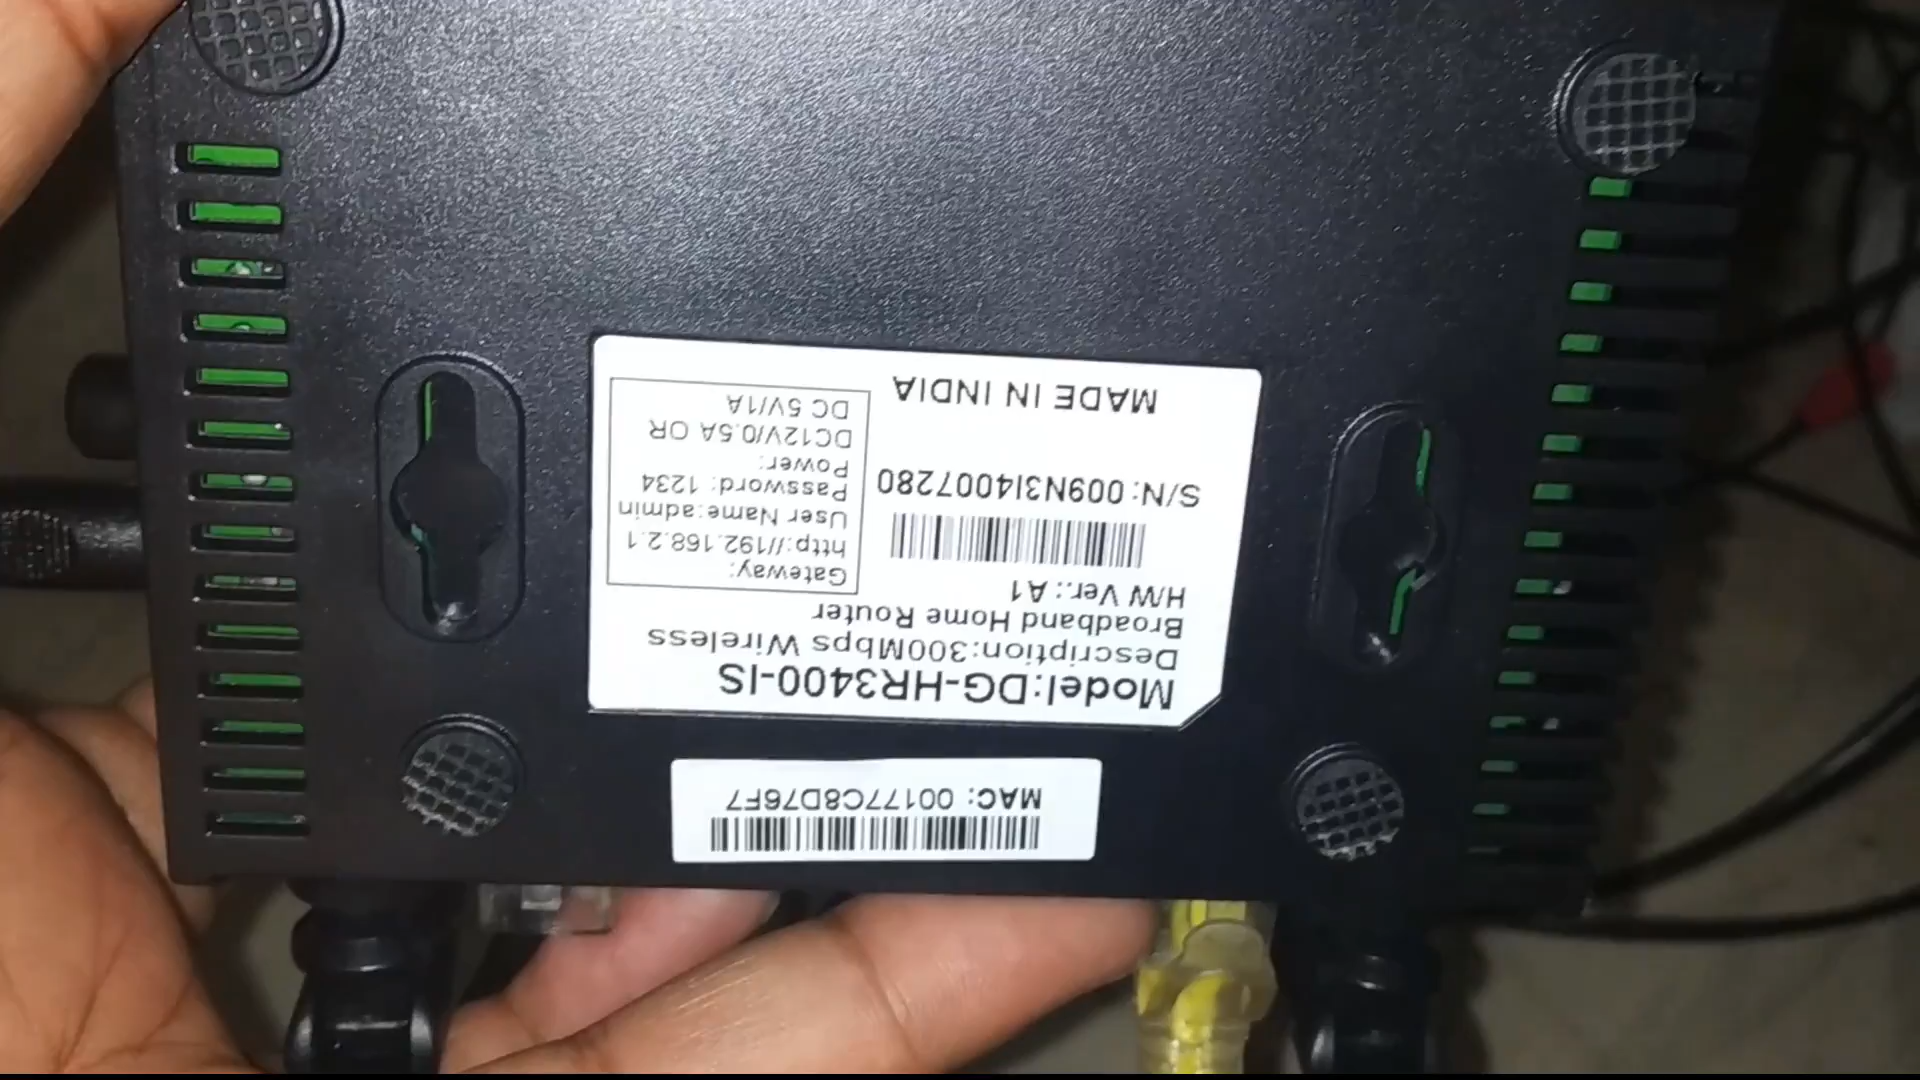 Model:DG-HR3400-IS
Description:300Mbps Wireless
Broadband Home Router
H/W Ver.: A1
S/N: 009N3I4007280
MADE IN INDIA
Gateway:
http://192.168.2.1
User Name:admin
Password: 1234
Power:
DC12V/0.5A OR
DC 5V/1A
MAC: 00177C8D76F7